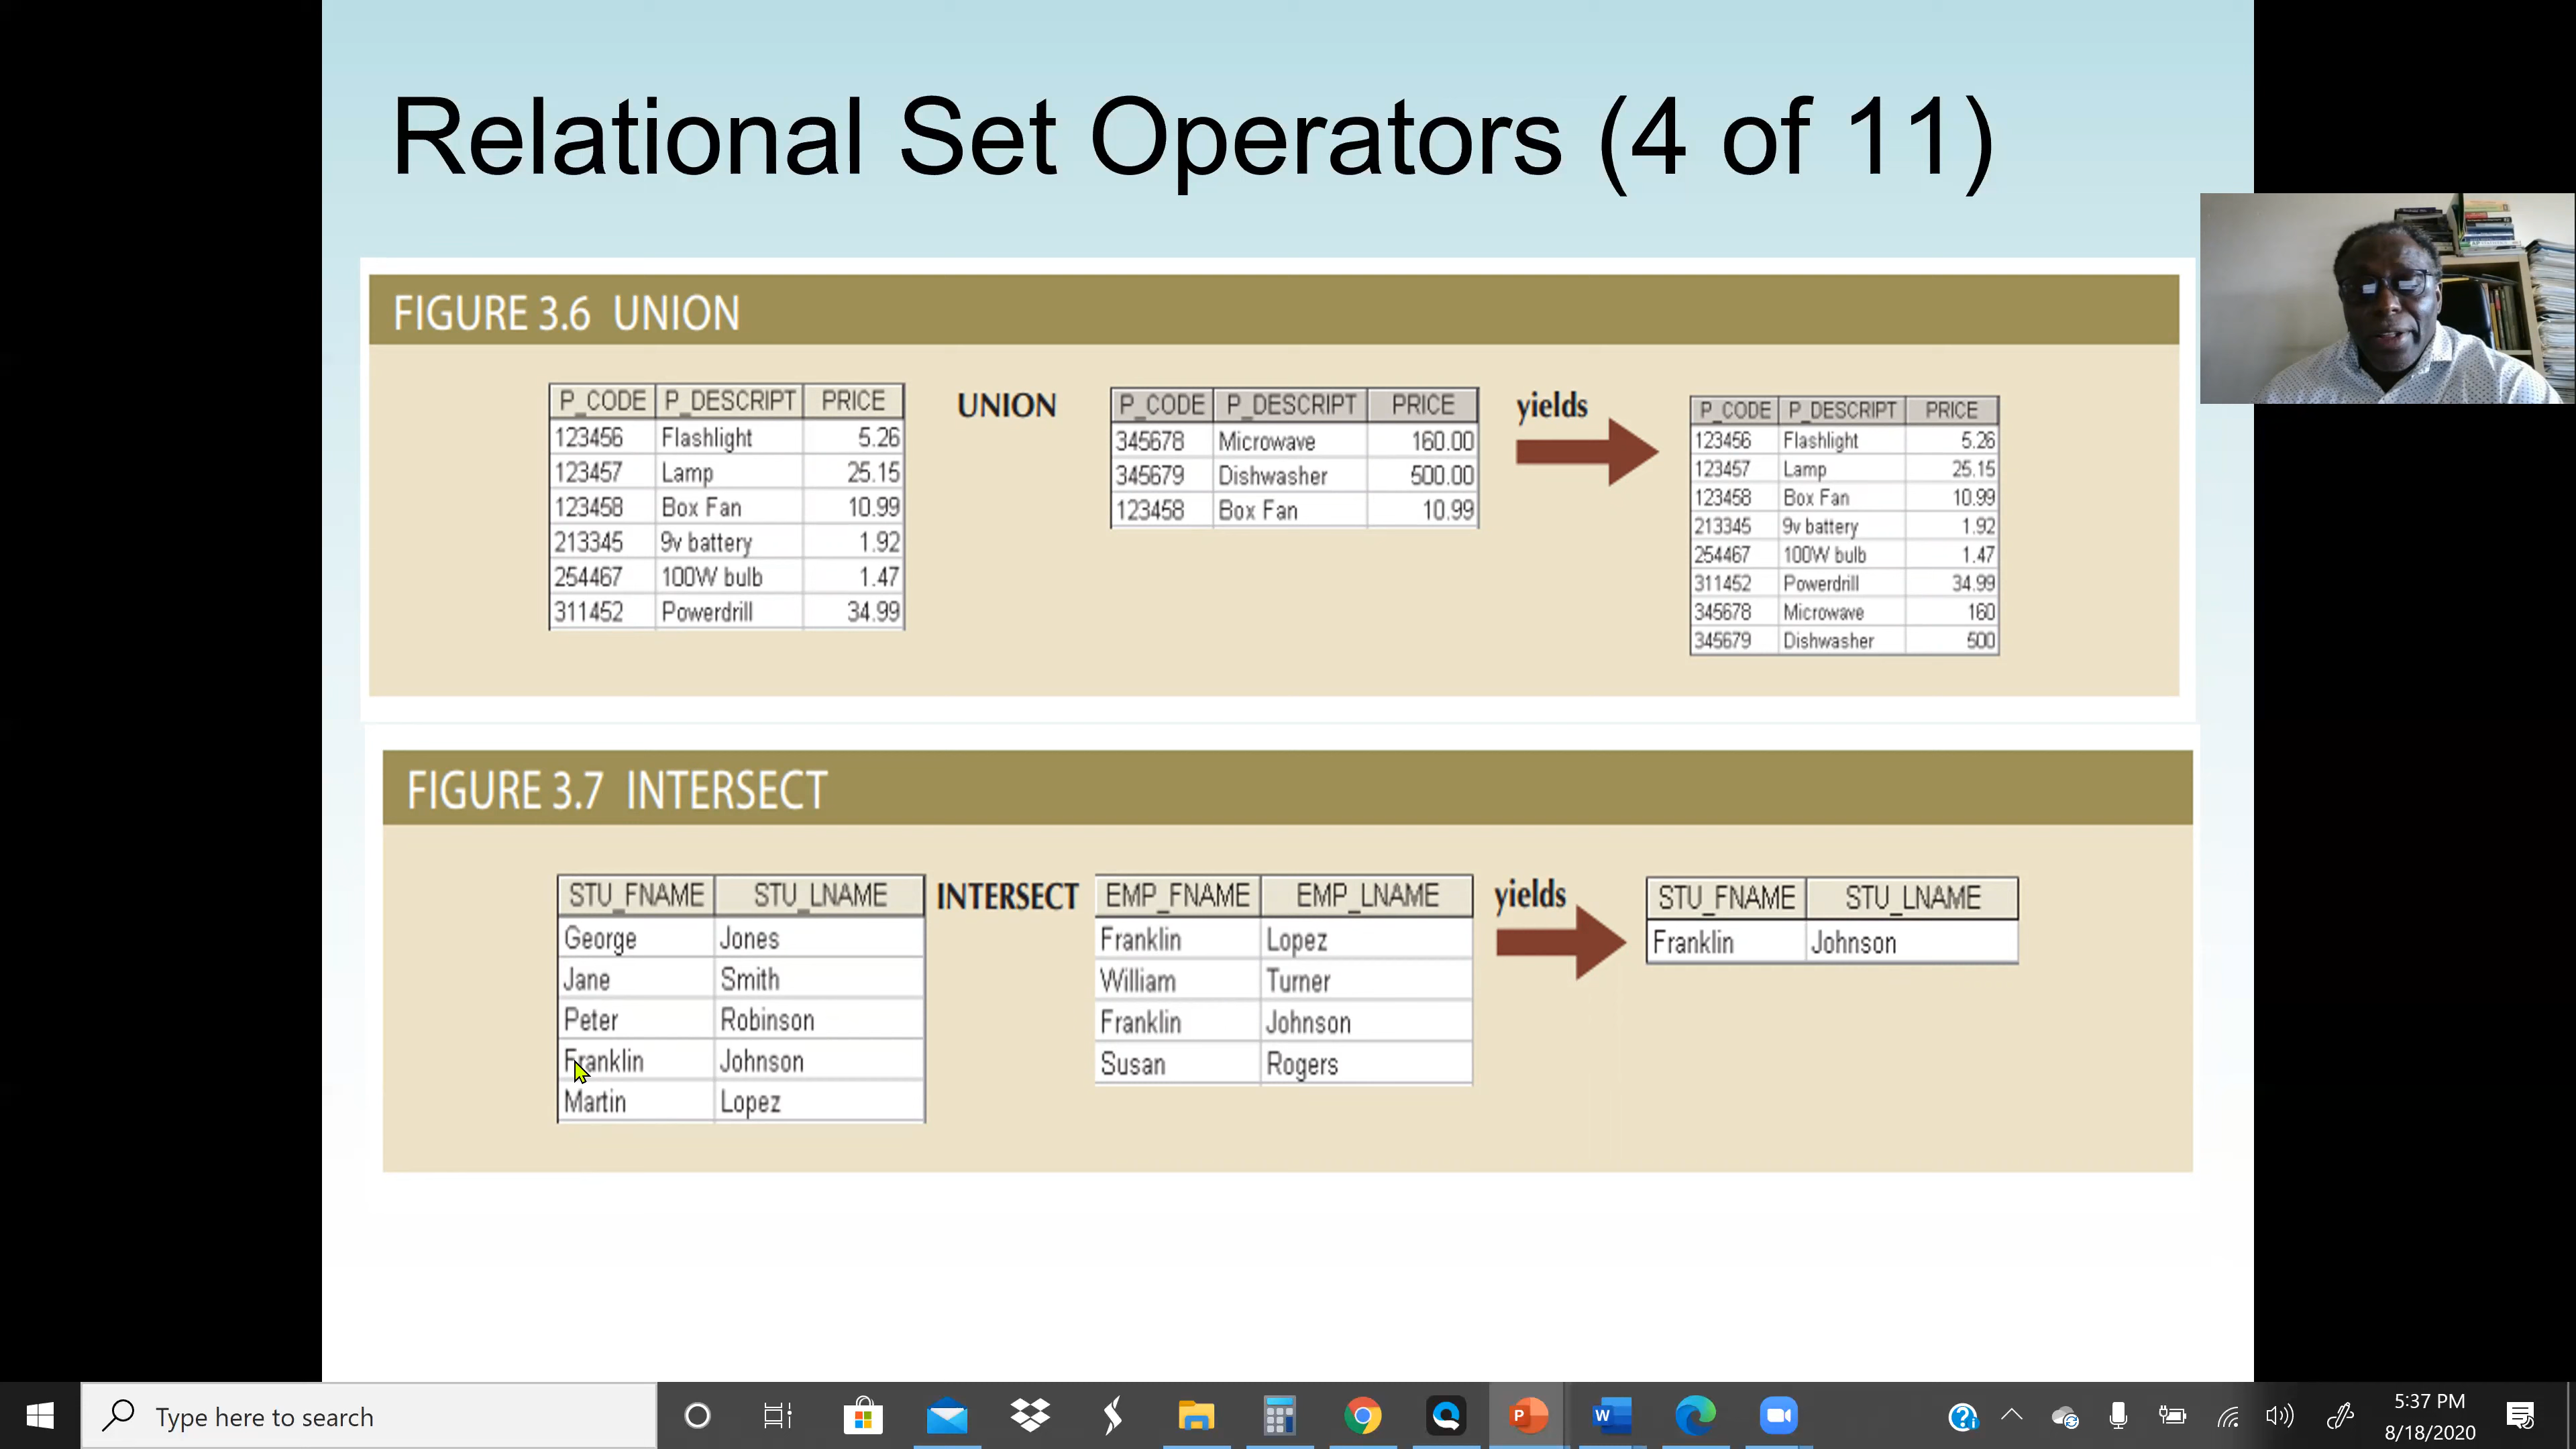 Relational Set Operators (4 of 11)
FIGURE 3.6 UNION
P_CODE P_DESCRIPT PRICE
123456 Flashlight 5.26
123457 Lamp 25.15
123458 Box Fan 10.99
213345 9v battery 1.92
254467 100W bulb 1.47
311452 Powerdrill 34.99
UNION
P_CODE P_DESCRIPT PRICE
345678 Microwave 160.00
345679 Dishwasher 500.00
123458 Box Fan 10.99
yields
P_CODE P_DESCRIPT PRICE
123456 Flashlight 5.26
123457 Lamp 25.15
123458 Box Fan 10.99
213345 9v battery 1.92
254467 100W bulb 1.47
311452 Powerdrill 34.99
345678 Microwave 160
345679 Dishwasher 500
FIGURE 3.7 INTERSECT
STU_FNAME STU_LNAME
George Jones
Jane Smith
Peter Robinson
Franklin Johnson
Martin Lopez
INTERSECT
EMP_FNAME EMP_LNAME
Franklin Lopez
William Turner
Franklin Johnson
Susan Rogers
yields
STU_FNAME STU_LNAME
Franklin Johnson
Type here to search
5:37 PM
8/18/2020